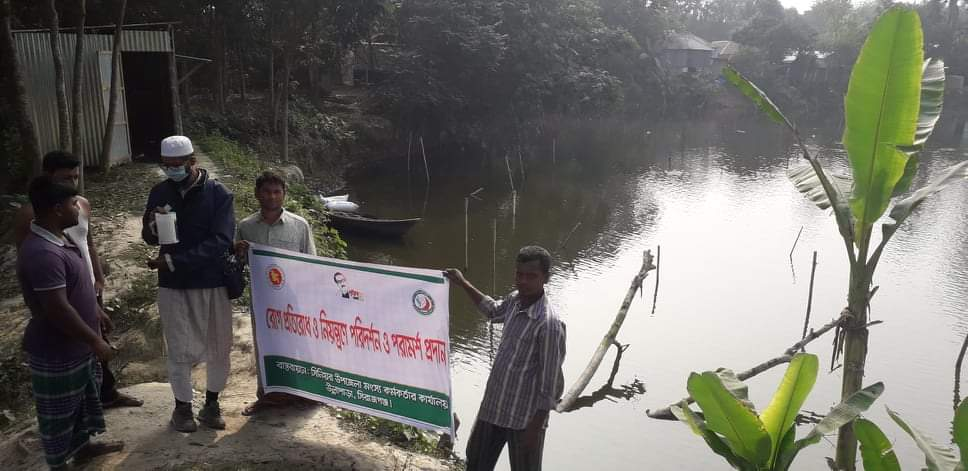 রোগ প্রতিরোধ ও নিয়ন্ত্রণে পরিদর্শন ও পরামর্শ প্রদান
বাস্তবায়নে: সিনিয়র উপজেলা মৎস্য কর্মকর্তার কার্যালয়
উল্লাপাড়া, সিরাজগঞ্জ।